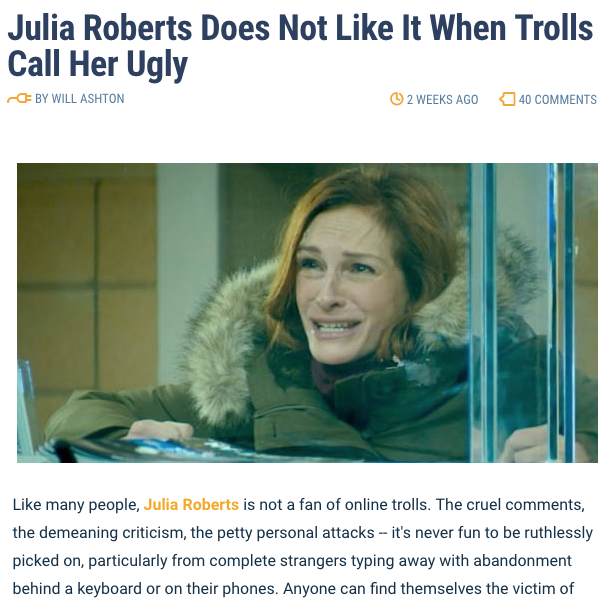 Julia Roberts Does Not Like It When Trolls
Call Her Ugly
BY WILL ASHTON
2 WEEKS AGO
40 COMMENTS
Like many people, Julia Roberts is not a fan of online trolls. The cruel comments,
the demeaning criticism, the petty personal attacks -- it's never fun to be ruthlessly
picked on, particularly from complete strangers typing away with abandonment
behind a keyboard or on their phones. Anyone can find themselves the victim of